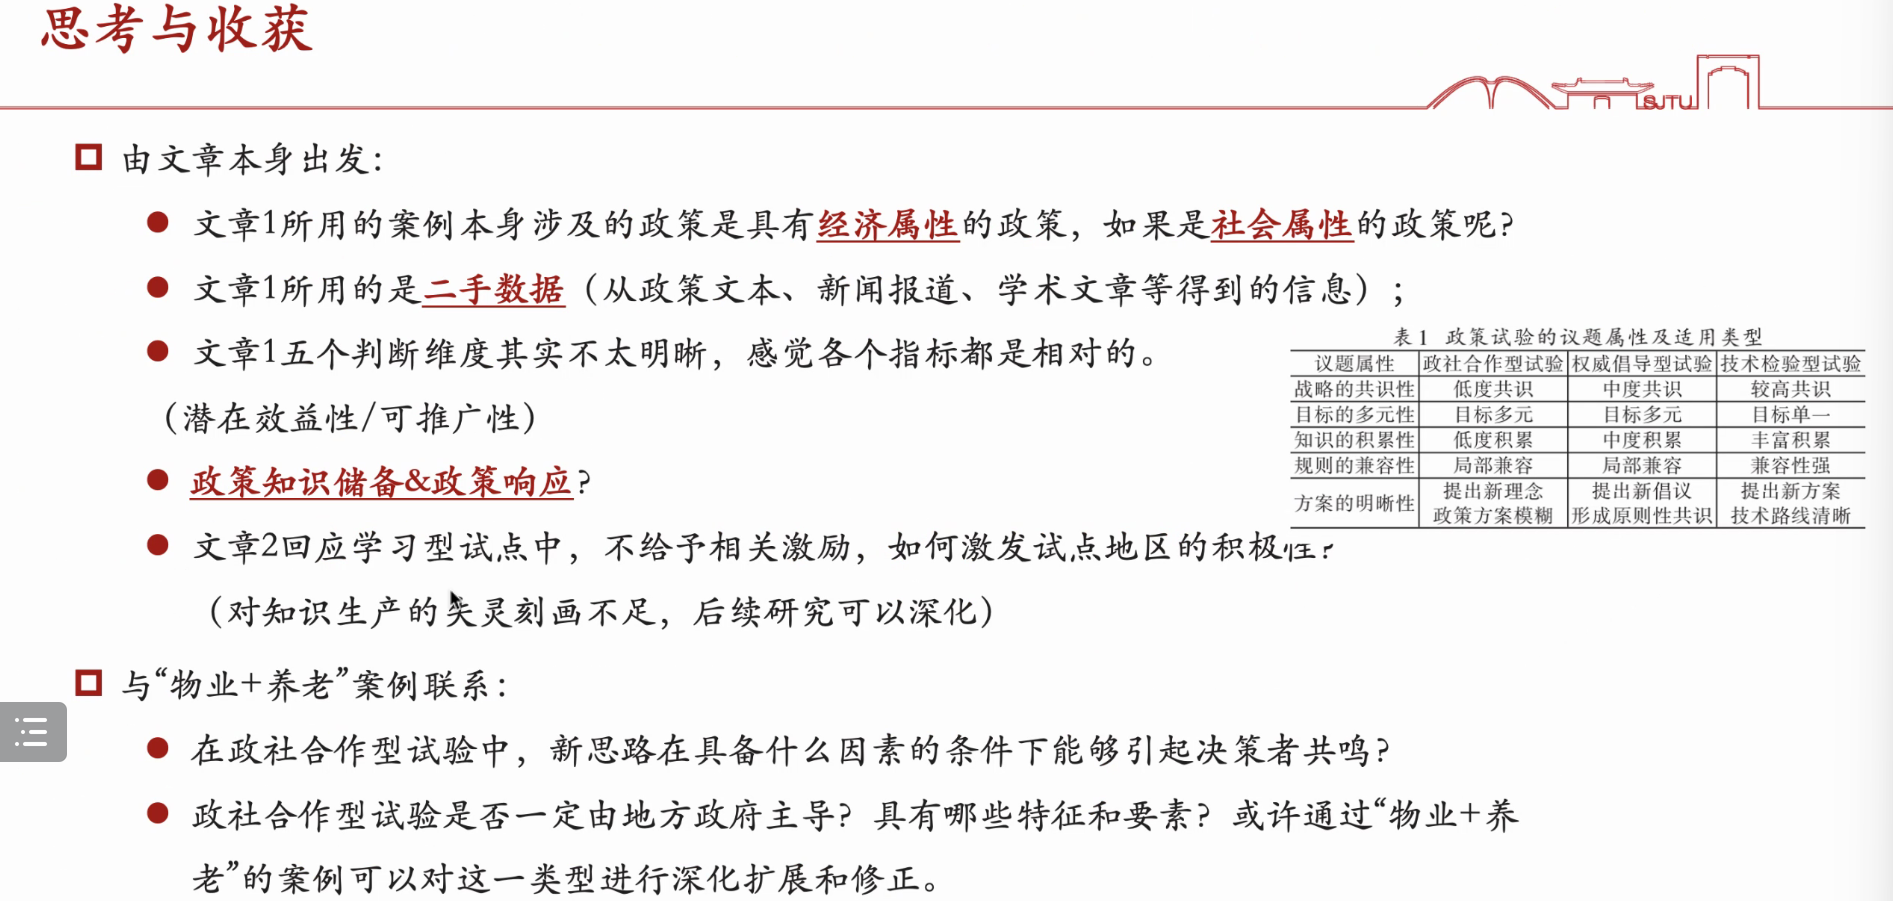 思考与收获
SJTU
由文章本身出发：
文章1所用的案例本身涉及的政策是具有经济属性的政策，如果是社会属性的政策呢？
文章1所用的是二手数据（从政策文本、新闻报道、学术文章等得到的信息）；
文章1五个判断维度其实不太明晰，感觉各个指标都是相对的。
（潜在效益性/可推广性）
政策知识储备&政策响应？
文章2回应学习型试点中，不给予相关激励，如何激发试点地区的积极性？
（对知识生产的失灵刻画不足，后续研究可以深化）
表1 政策试验的议题属性及适用类型
议题属性 政社合作型试验 权威倡导型试验 技术检验型试验
战略的共识性 低度共识 中度共识 较高共识
目标的多元性 目标多元 目标多元 目标单一
知识的积累性 低度积累 中度积累 丰富积累
规则的兼容性 局部兼容 局部兼容 兼容性强
方案的明晰性 提出新理念 提出新倡议 提出新方案
政策方案模糊 形成原则性共识 技术路线清晰
与“物业+养老”案例联系：
在政社合作型试验中，新思路在具备什么因素的条件下能够引起决策者共鸣？
政社合作型试验是否一定由地方政府主导？具有哪些特征和要素？或许通过“物业+养
老”的案例可以对这一类型进行深化扩展和修正。